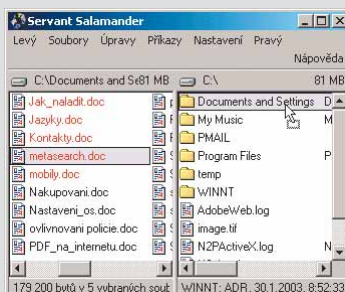 Servant Salamander
Levý Soubory Úpravy Příkazy Nastavení Pravý
Nápověda
C:\Documents and Se81 MB
Jak_naladit.doc
Jazyky.doc
Kontakty.doc
metasearch.doc
mobily.doc
Nakupovani.doc
Nastaveni_os.doc
ovlivnovani policie.doc
PDF_na_internetu.doc
179 200 bytů v 5 vybraných sout
C:\ 81 MB
Documents and Settings D
My Music M
PMAIL
Program Files P
temp
WINNT
AdobeWeb.log
image.tif
N2PActiveX.log N
WINNT: ADR, 30.1.2003, 8:52:33